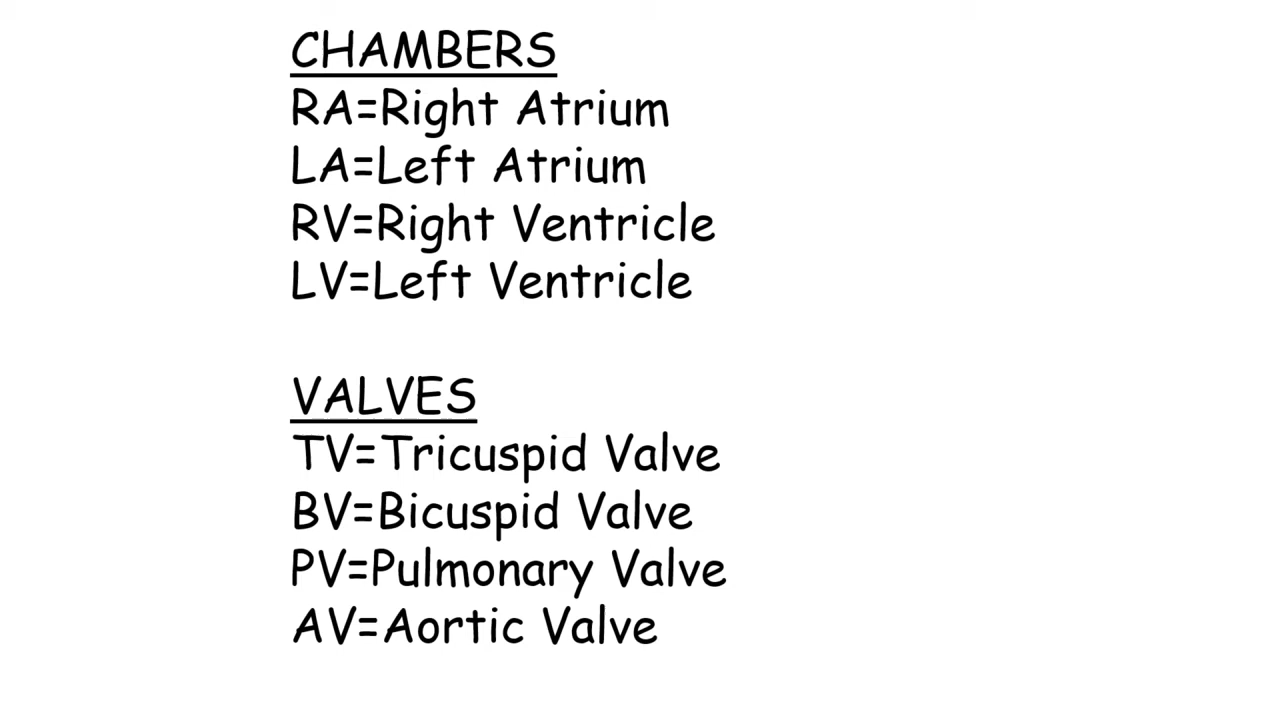 CHAMBERS
RA=Right Atrium
LA=Left Atrium
RV=Right Ventricle
LV=Left Ventricle
VALVES
TV=Tricuspid Valve
BV=Bicuspid Valve
PV=Pulmonary Valve
AV=Aortic Valve